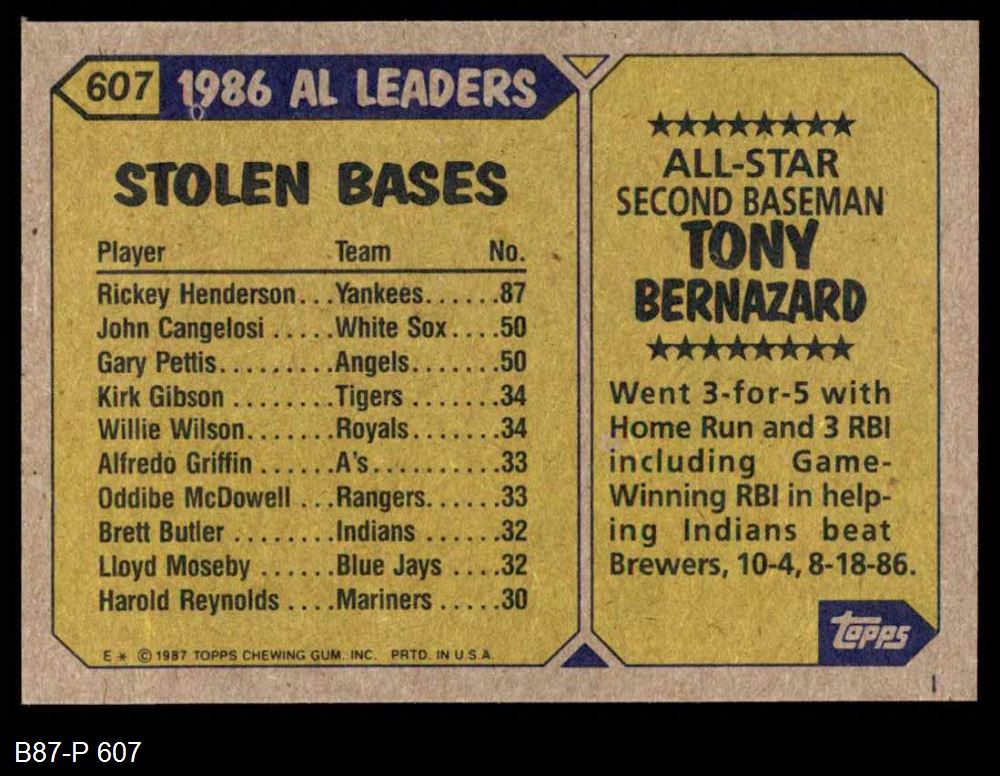 607 1986 AL LEADERS
STOLEN BASES
Player Team No.
Rickey Henderson...Yankees......87
John Cangelosi .....White Sox....50
Gary Pettis.........Angels.......50
Kirk Gibson ........Tigers .......34
Willie Wilson.......Royals.......34
Alfredo Griffin ......A's..........33
Oddibe McDowell ...Rangers......33
Brett Butler ........Indians ......32
Lloyd Moseby ......Blue Jays ....32
Harold Reynolds ....Mariners .....30
E * © 1987 TOPPS CHEWING GUM, INC. PRTD. IN U.S.A.
★★★★★★★★
ALL-STAR
SECOND BASEMAN
TONY
BERNAZARD
★★★★★★★★
Went 3-for-5 with
Home Run and 3 RBI
including Game-
Winning RBI in help-
ing Indians beat
Brewers, 10-4, 8-18-86.
topps
B87-P 607